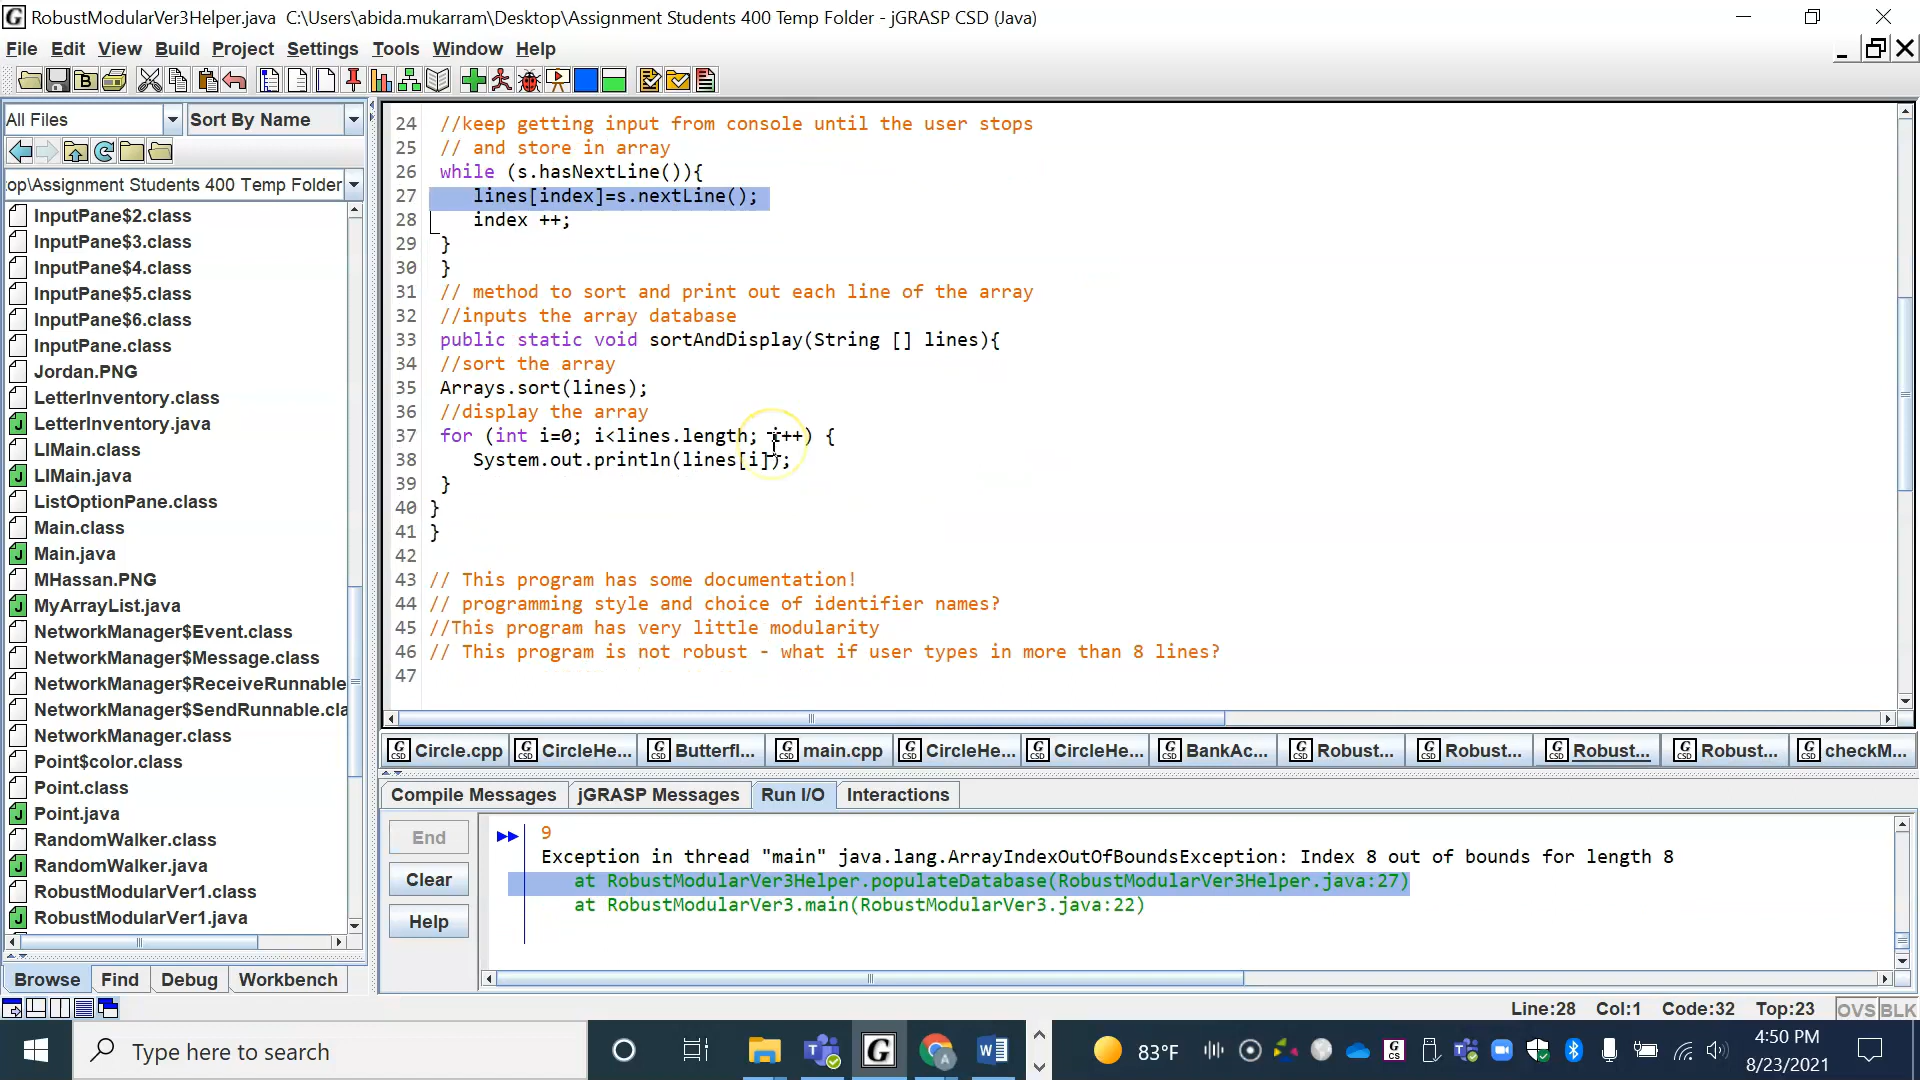 RobustModularVer3Helper.java C:\Users\abida.mukarram\Desktop\Assignment Students 400 Temp Folder - jGRASP CSD (Java)
File Edit View Build Project Settings Tools Window Help
All Files Sort By Name
op\Assignment Students 400 Temp Folder
InputPane$2.class
InputPane$3.class
InputPane$4.class
InputPane$5.class
InputPane$6.class
InputPane.class
Jordan.PNG
LetterInventory.class
LetterInventory.java
LIMain.class
LIMain.java
ListOptionPane.class
Main.class
Main.java
MHassan.PNG
MyArrayList.java
NetworkManager$Event.class
NetworkManager$Message.class
NetworkManager$ReceiveRunnable
NetworkManager$SendRunnable.cla
NetworkManager.class
Point$color.class
Point.class
Point.java
RandomWalker.class
RandomWalker.java
RobustModularVer1.class
RobustModularVer1.java
Browse Find Debug Workbench
24 //keep getting input from console until the user stops
25 // and store in array
26 while (s.hasNextLine()){
27 lines[index]=s.nextLine();
28 index ++;
29 }
30 }
31 // method to sort and print out each line of the array
32 //inputs the array database
33 public static void sortAndDisplay(String [] lines){
34 //sort the array
35 Arrays.sort(lines);
36 //display the array
37 for (int i=0; i<lines.length; i++) {
38 System.out.println(lines[i]);
39 }
40 }
41 }
42
43 // This program has some documentation!
44 // programming style and choice of identifier names?
45 //This program has very little modularity
46 // This program is not robust - what if user types in more than 8 lines?
47
Circle.cpp CircleHe... Butterfl... main.cpp CircleHe... CircleHe... BankAc... Robust... Robust... Robust... Robust... checkM...
Compile Messages jGRASP Messages Run I/O Interactions
End
Clear
Help
9
Exception in thread "main" java.lang.ArrayIndexOutOfBoundsException: Index 8 out of bounds for length 8
at RobustModularVer3Helper.populateDatabase(RobustModularVer3Helper.java:27)
at RobustModularVer3.main(RobustModularVer3.java:22)
Line:28 Col:1 Code:32 Top:23 OVS BLK
Type here to search
83°F
4:50 PM
8/23/2021